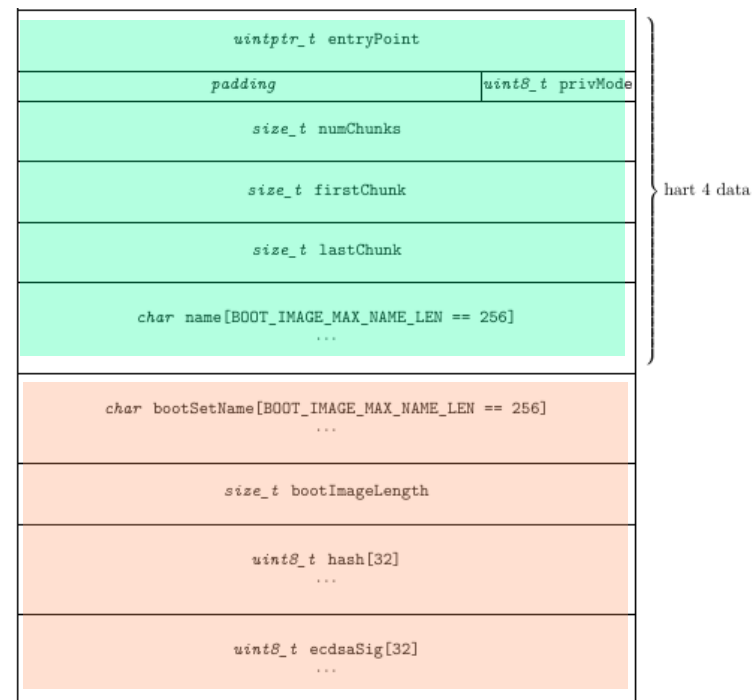 uintptr_t entryPoint
padding
uint8_t privMode
size_t numChunks
size_t firstChunk
hart 4 data
size_t lastChunk
char name[BOOT_IMAGE_MAX_NAME_LEN == 256]
...
char bootSetName[BOOT_IMAGE_MAX_NAME_LEN == 256]
...
size_t bootImageLength
uint8_t hash[32]
...
uint8_t ecdsaSig[32]
...